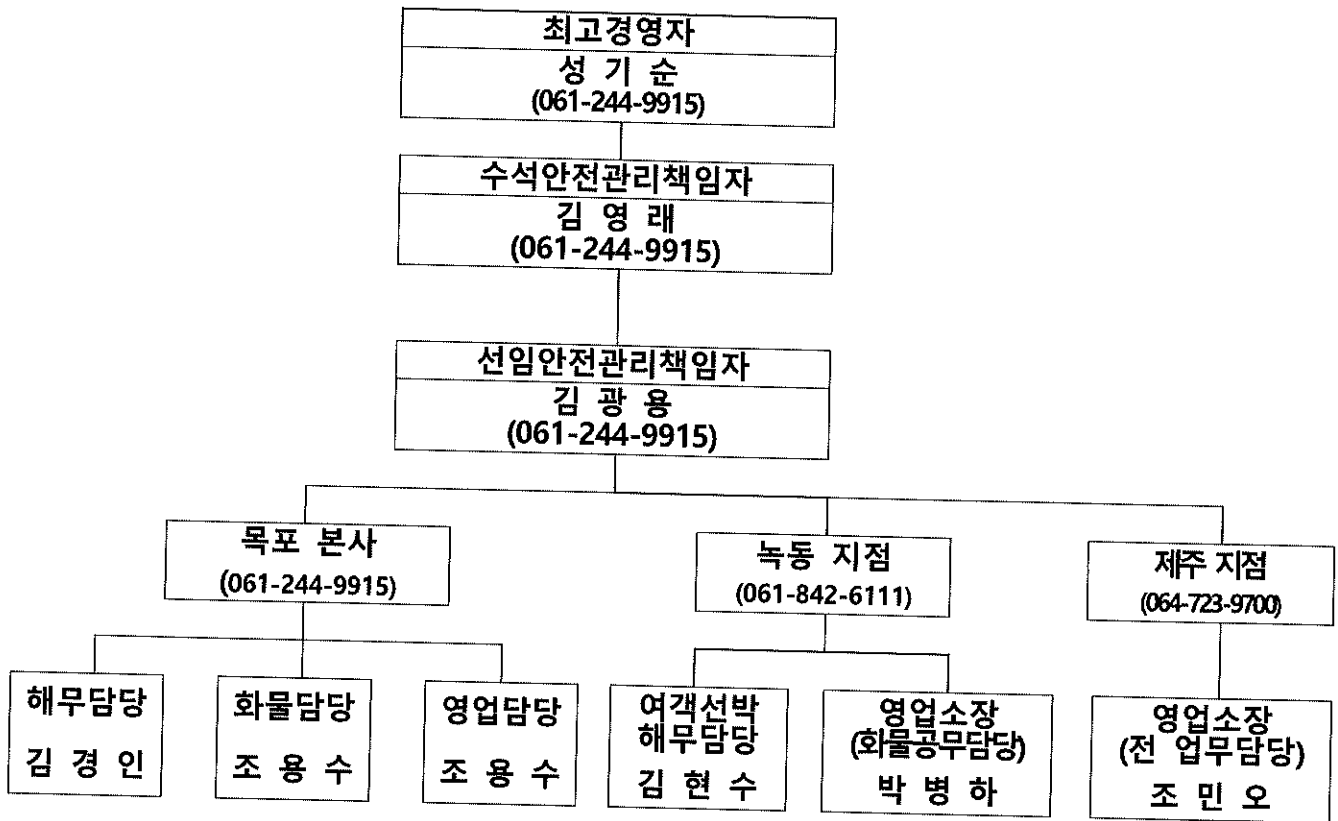 최고경영자
성 기 순
(061-244-9915)
수석안전관리책임자
김 영 래
(061-244-9915)
선임안전관리책임자
김 광 용
(061-244-9915)
목포 본사
(061-244-9915)
녹동 지점
(061-842-6111)
제주 지점
(064-723-9700)
해무담당
김 경 인
화물담당
조 용 수
영업담당
조 용 수
여객선박
해무담당
김 현 수
영업소장
(화물공무담당)
박 병 하
영업소장
(전 업무담당)
조 민 오